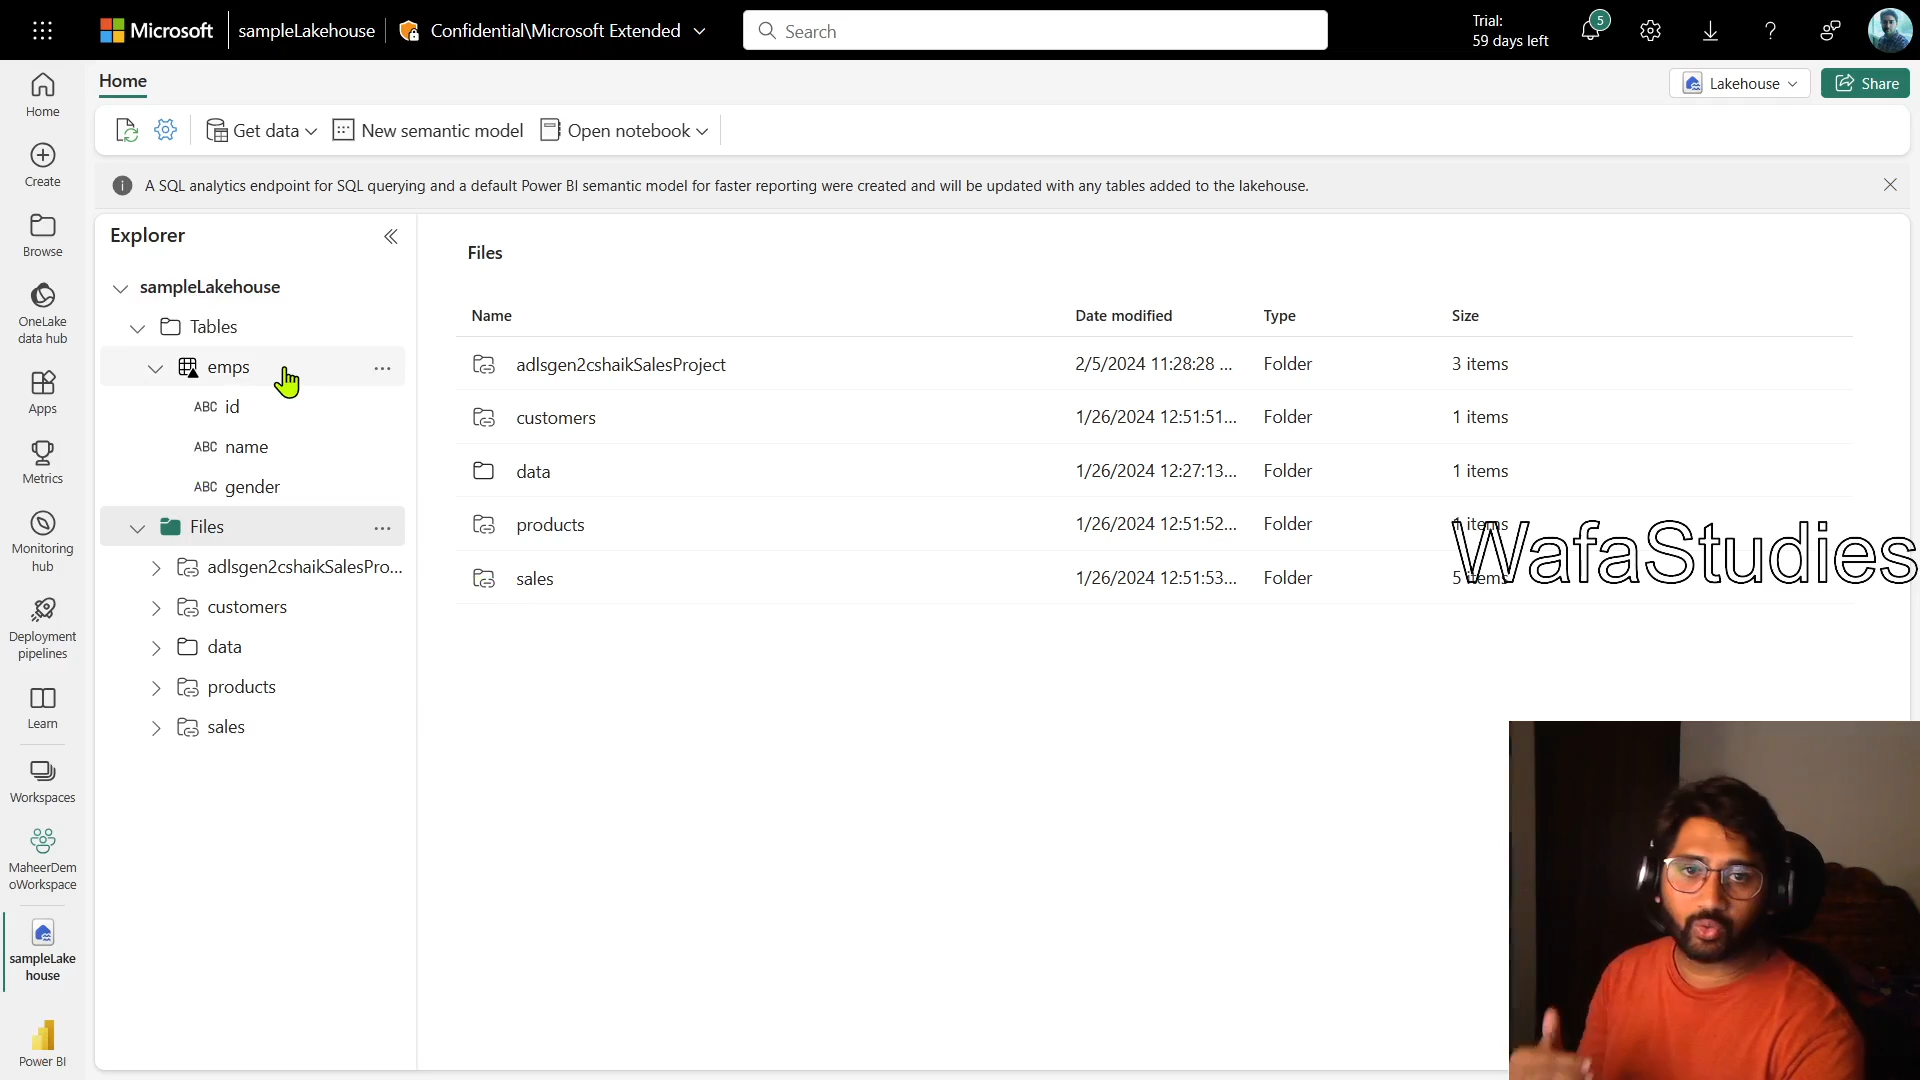 Microsoft
sampleLakehouse
Confidential\Microsoft Extended
Search
Trial:
59 days left
5
Home
Lakehouse
Share
Get data
New semantic model
Open notebook
A SQL analytics endpoint for SQL querying and a default Power BI semantic model for faster reporting were created and will be updated with any tables added to the lakehouse.
Home
Create
Browse
OneLake
data hub
Apps
Metrics
Monitoring
hub
Deployment
pipelines
Learn
Workspaces
MaheerDem
oWorkspace
sampleLake
house
Power BI
Explorer
sampleLakehouse
Tables
emps
ABC id
ABC name
ABC gender
Files
adlsgen2cshaikSalesPro...
customers
data
products
sales
Files
Name Date modified Type Size
adlsgen2cshaikSalesProject 2/5/2024 11:28:28 ... Folder 3 items
customers 1/26/2024 12:51:51... Folder 1 items
data 1/26/2024 12:27:13... Folder 1 items
products 1/26/2024 12:51:52... Folder 1 items
sales 1/26/2024 12:51:53... Folder 5 items
WafaStudies